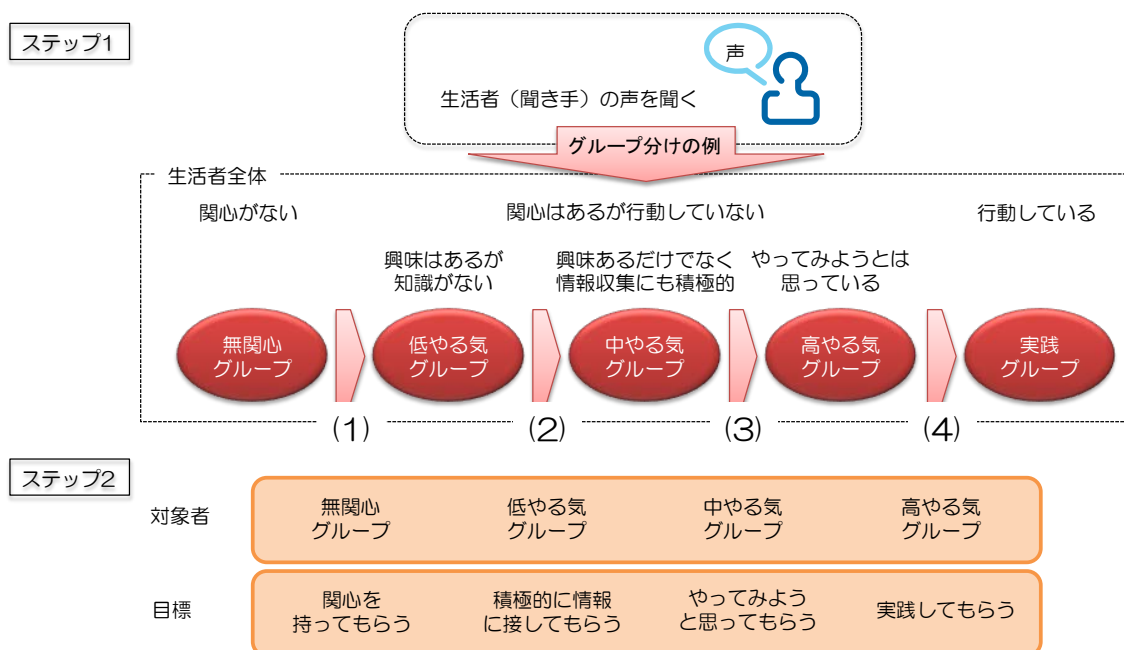 ステップ1
声
生活者（聞き手）の声を聞く
グループ分けの例
生活者全体
関心がない
関心はあるが行動していない
行動している
興味はあるが
知識がない
興味あるだけでなく
情報収集にも積極的
やってみようとは
思っている
無関心
グループ
低やる気
グループ
中やる気
グループ
高やる気
グループ
実践
グループ
(1)
(2)
(3)
(4)
ステップ2
対象者
無関心
グループ
低やる気
グループ
中やる気
グループ
高やる気
グループ
目標
関心を
持ってもらう
積極的に情報
に接してもらう
やってみよう
と思ってもらう
実践してもらう